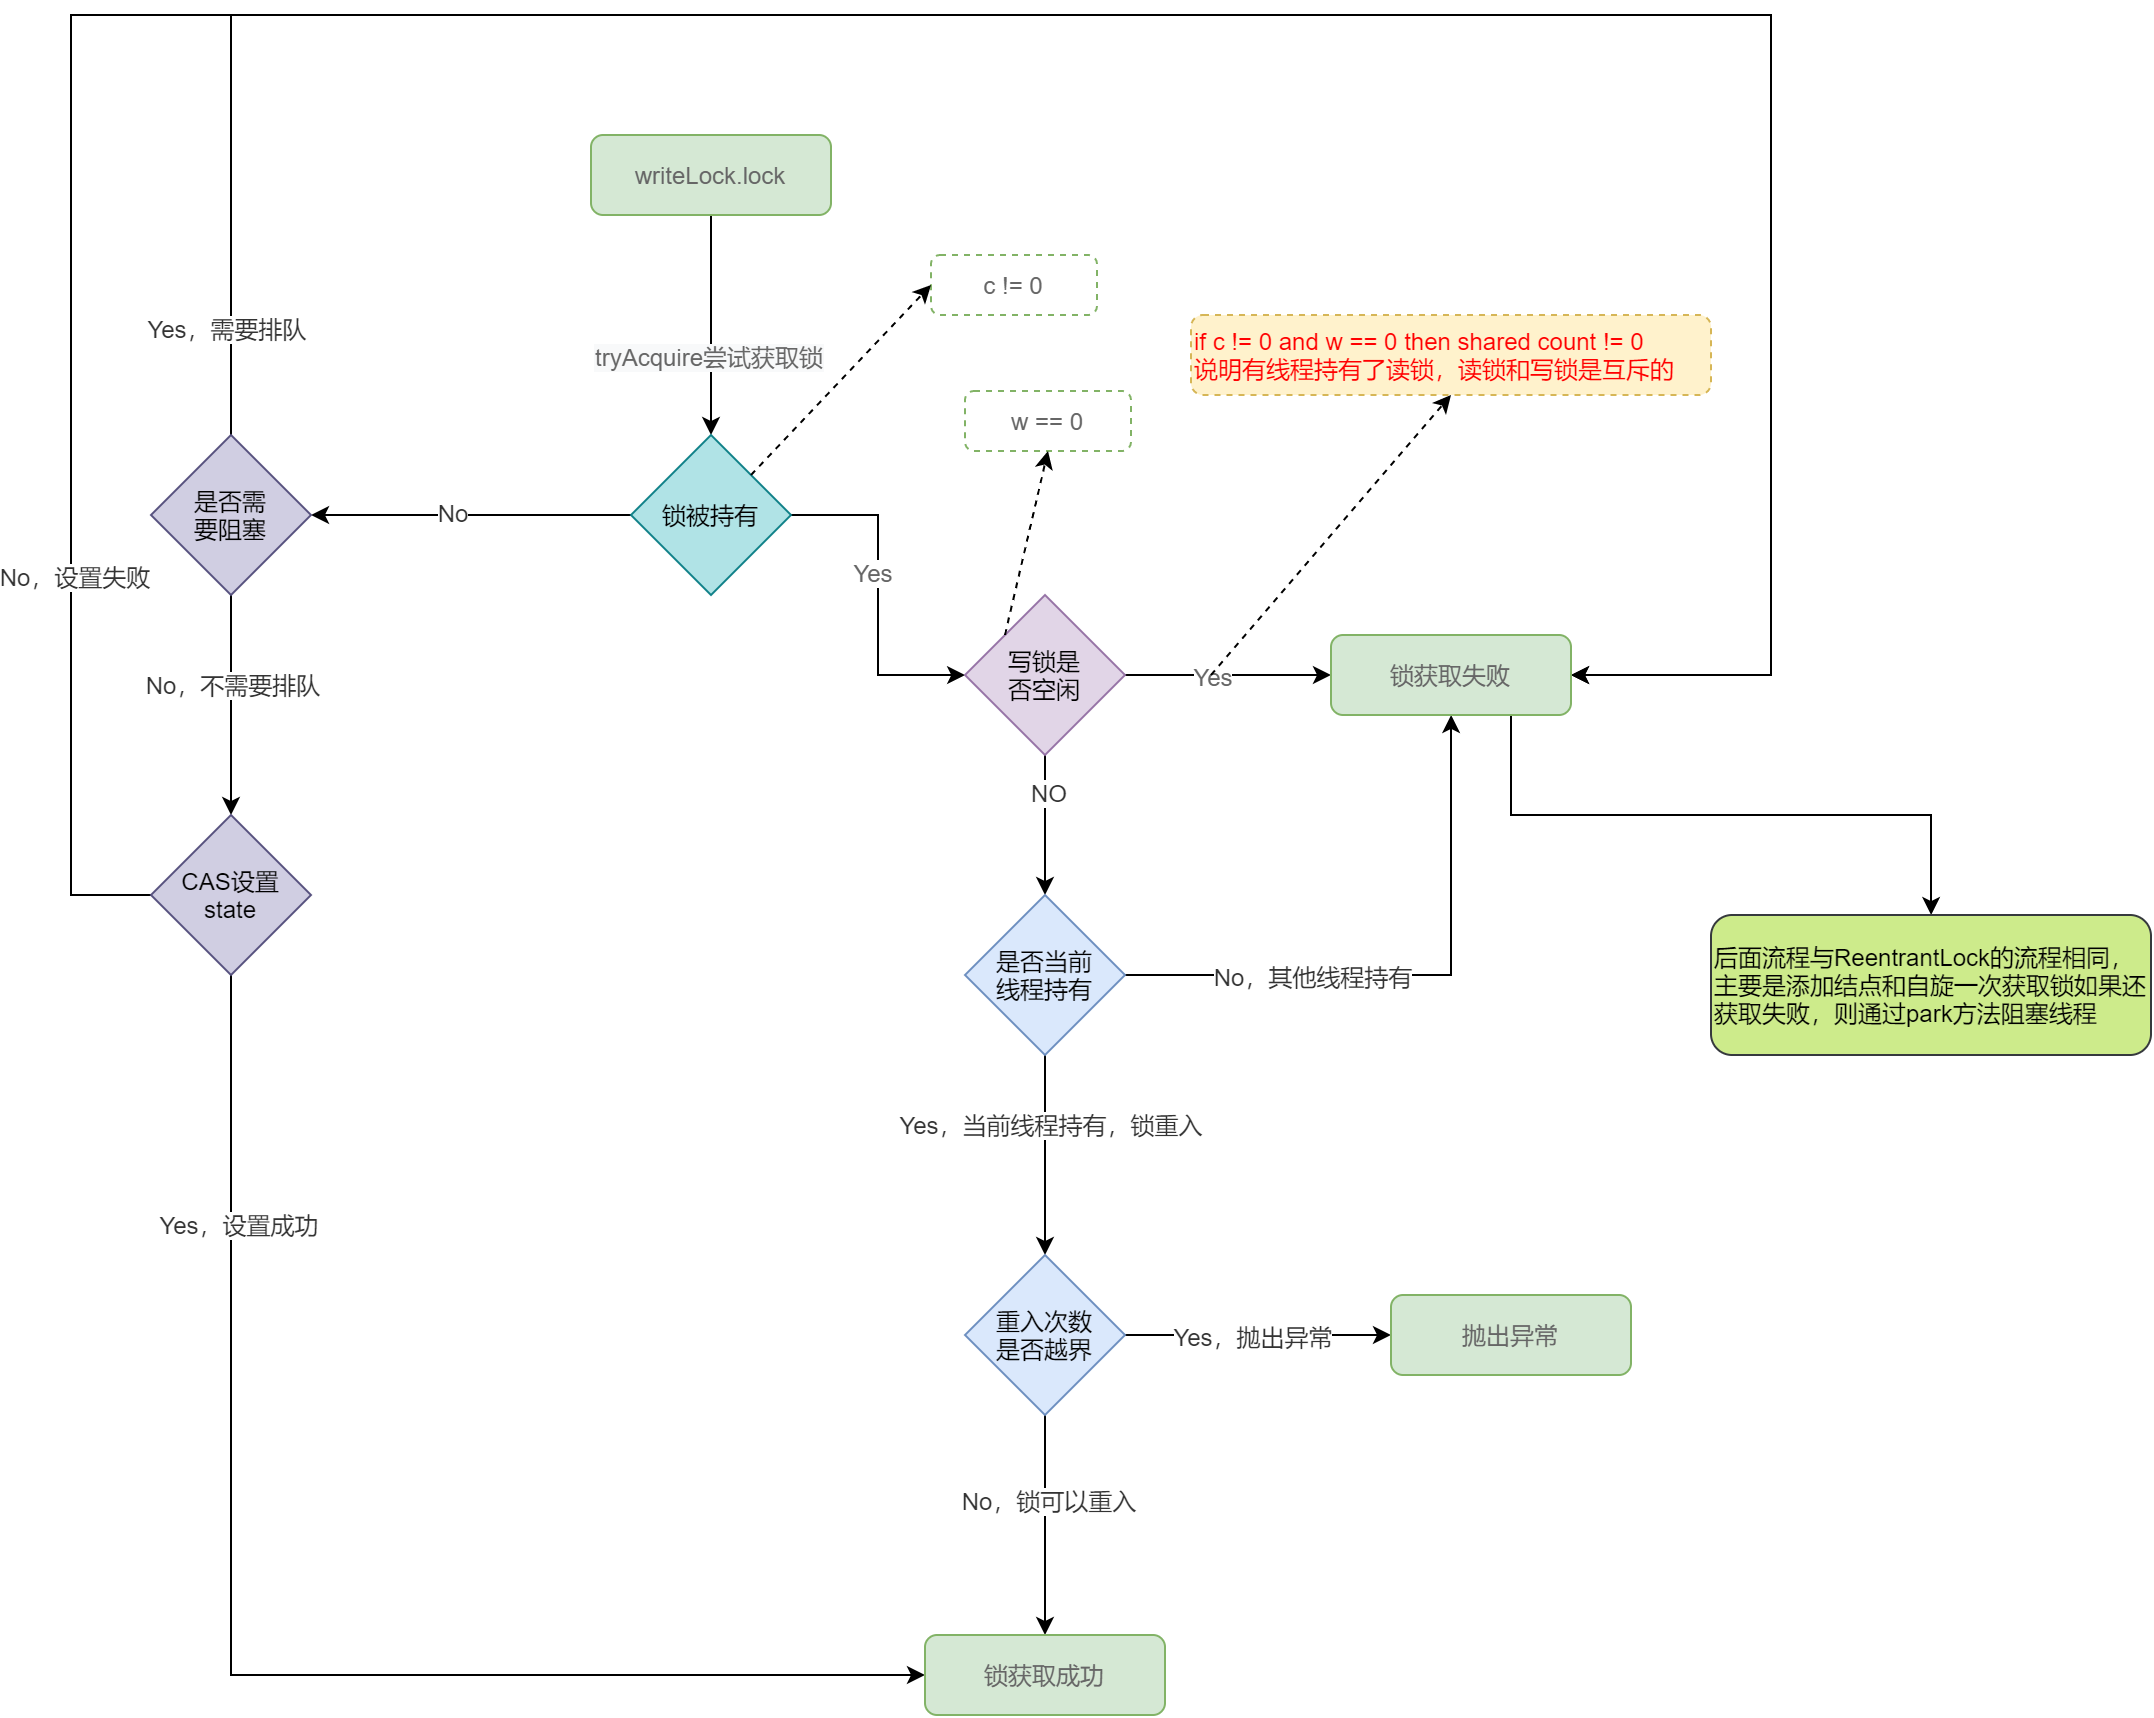 writeLock.lock
c != 0
Yes，需要排队
tryAcquire尝试获取锁
if c != 0 and w == 0 then shared count != 0
说明有线程持有了读锁，读锁和写锁是互斥的
w == 0
是否需
要阻塞
No
锁被持有
Yes
No，设置失败
No，不需要排队
写锁是
否空闲
Yes
锁获取失败
NO
CAS设置
state
是否当前
线程持有
No，其他线程持有
后面流程与ReentrantLock的流程相同，
主要是添加结点和自旋一次获取锁如果还
获取失败，则通过park方法阻塞线程
Yes，当前线程持有，锁重入
Yes，设置成功
重入次数
是否越界
Yes，抛出异常
抛出异常
No，锁可以重入
锁获取成功